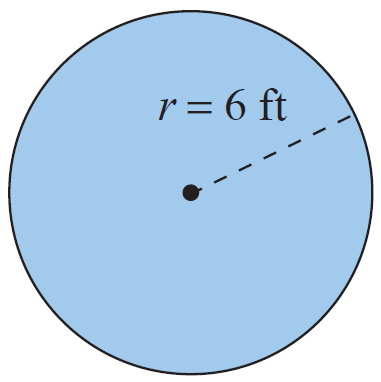 r = 6 ft